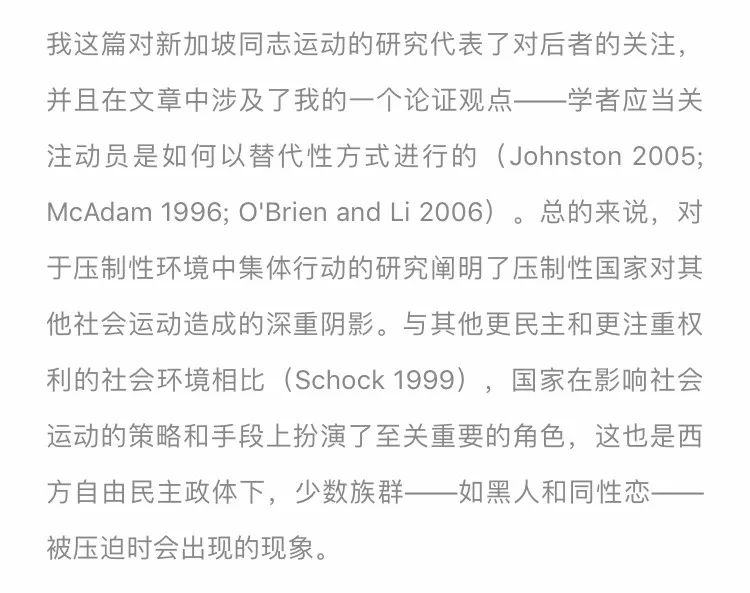 我这篇对新加坡同志运动的研究代表了对后者的关注，
并且在文章中涉及了我的一个论证观点——学者应当关
注动员是如何以替代性方式进行的（Johnston 2005;
McAdam 1996; O'Brien and Li 2006）。总的来说，对
于压制性环境中集体行动的研究阐明了压制性国家对其
他社会运动造成的深重阴影。与其他更民主和更注重权
利的社会环境相比（Schock 1999），国家在影响社会
运动的策略和手段上扮演了至关重要的角色，这也是西
方自由民主政体下，少数族群——如黑人和同性恋——
被压迫时会出现的现象。